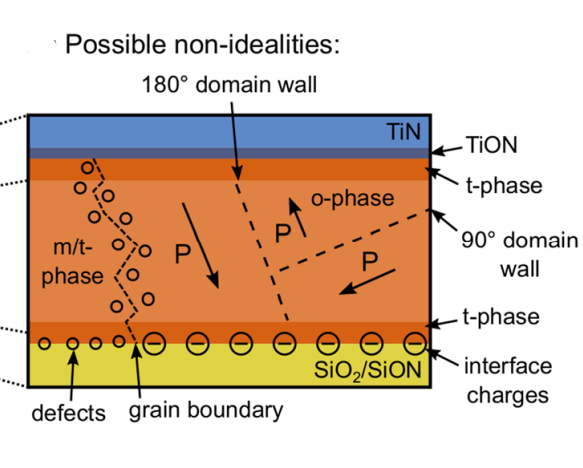 Possible non-idealities:
180° domain wall
TiN
TiON
t-phase
o-phase
P
P
P
m/t-
phase
90° domain
wall
t-phase
SiO₂/SiON
interface
charges
defects
grain boundary